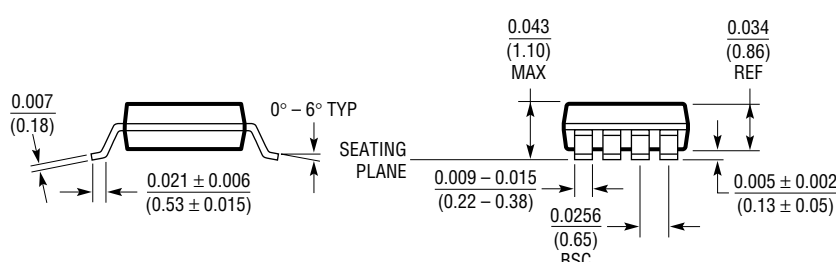 0.043
(1.10)
MAX
0.034
(0.86)
REF
0.007
(0.18)
0° – 6° TYP
SEATING
PLANE
0.021 ± 0.006
(0.53 ± 0.015)
0.009 – 0.015
(0.22 – 0.38)
0.005 ± 0.002
(0.13 ± 0.05)
0.0256
(0.65)
BSC